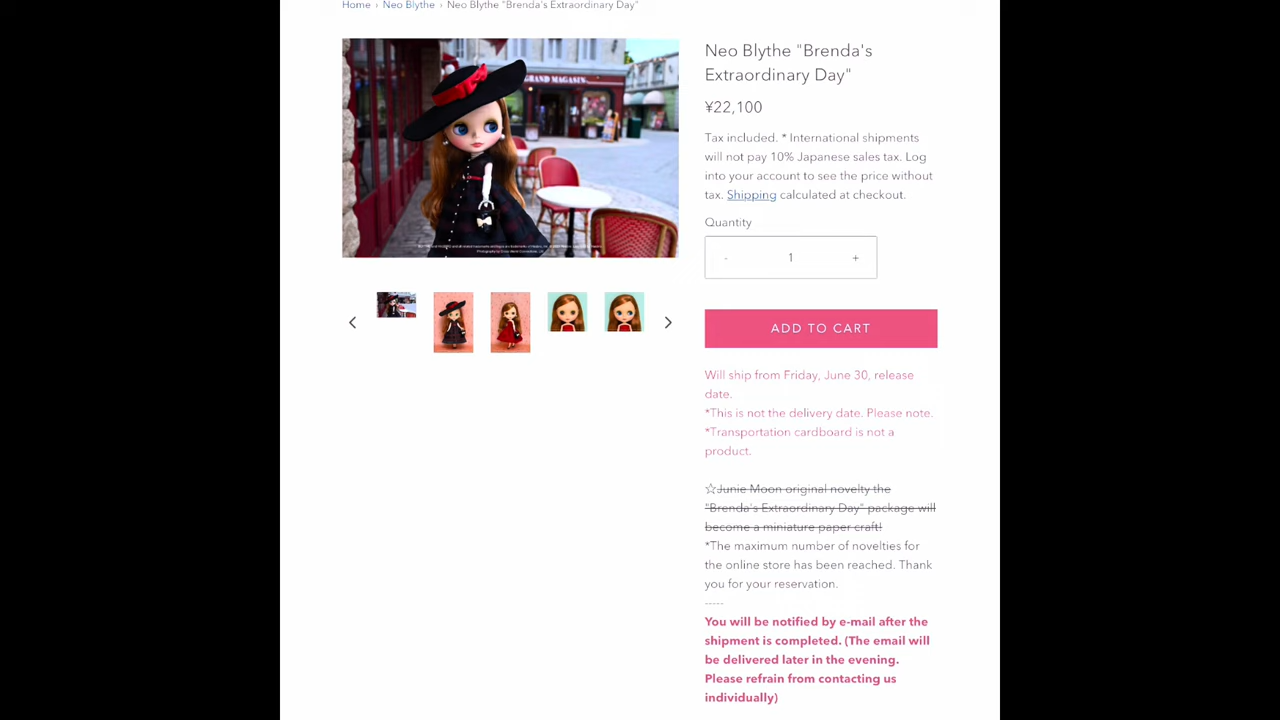 Home › Neo Blythe › Neo Blythe "Brenda's Extraordinary Day"
GRAND MAGASIN
Neo Blythe "Brenda's
Extraordinary Day"
¥22,100
Tax included. * International shipments
will not pay 10% Japanese sales tax. Log
into your account to see the price without
tax. Shipping calculated at checkout.
Quantity
- 1 +
ADD TO CART
Will ship from Friday, June 30, release
date.
*This is not the delivery date. Please note.
*Transportation cardboard is not a
product.
☆Junie Moon original novelty the
"Brenda's Extraordinary Day" package will
become a miniature paper craft!
*The maximum number of novelties for
the online store has been reached. Thank
you for your reservation.
-----
You will be notified by e-mail after the
shipment is completed. (The email will
be delivered later in the evening.
Please refrain from contacting us
individually)